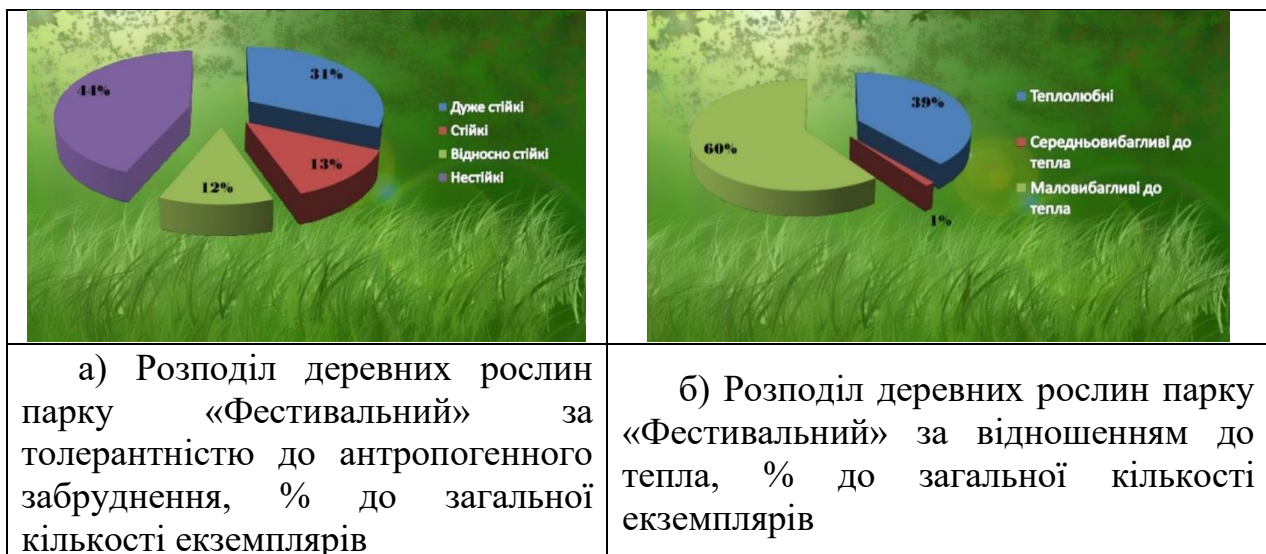 44%
31%
13%
12%
Дуже стійкі
Стійкі
Відносно стійкі
Нестійкі
60%
39%
1%
Теплолюбні
Середньовибагливі до
тепла
Маловибагливі до
тепла
а) Розподіл деревних рослин
парку «Фестивальний» за
толерантністю до антропогенного
забруднення, % до загальної
кількості екземплярів
б) Розподіл деревних рослин парку
«Фестивальний» за відношенням до
тепла, % до загальної кількості
екземплярів